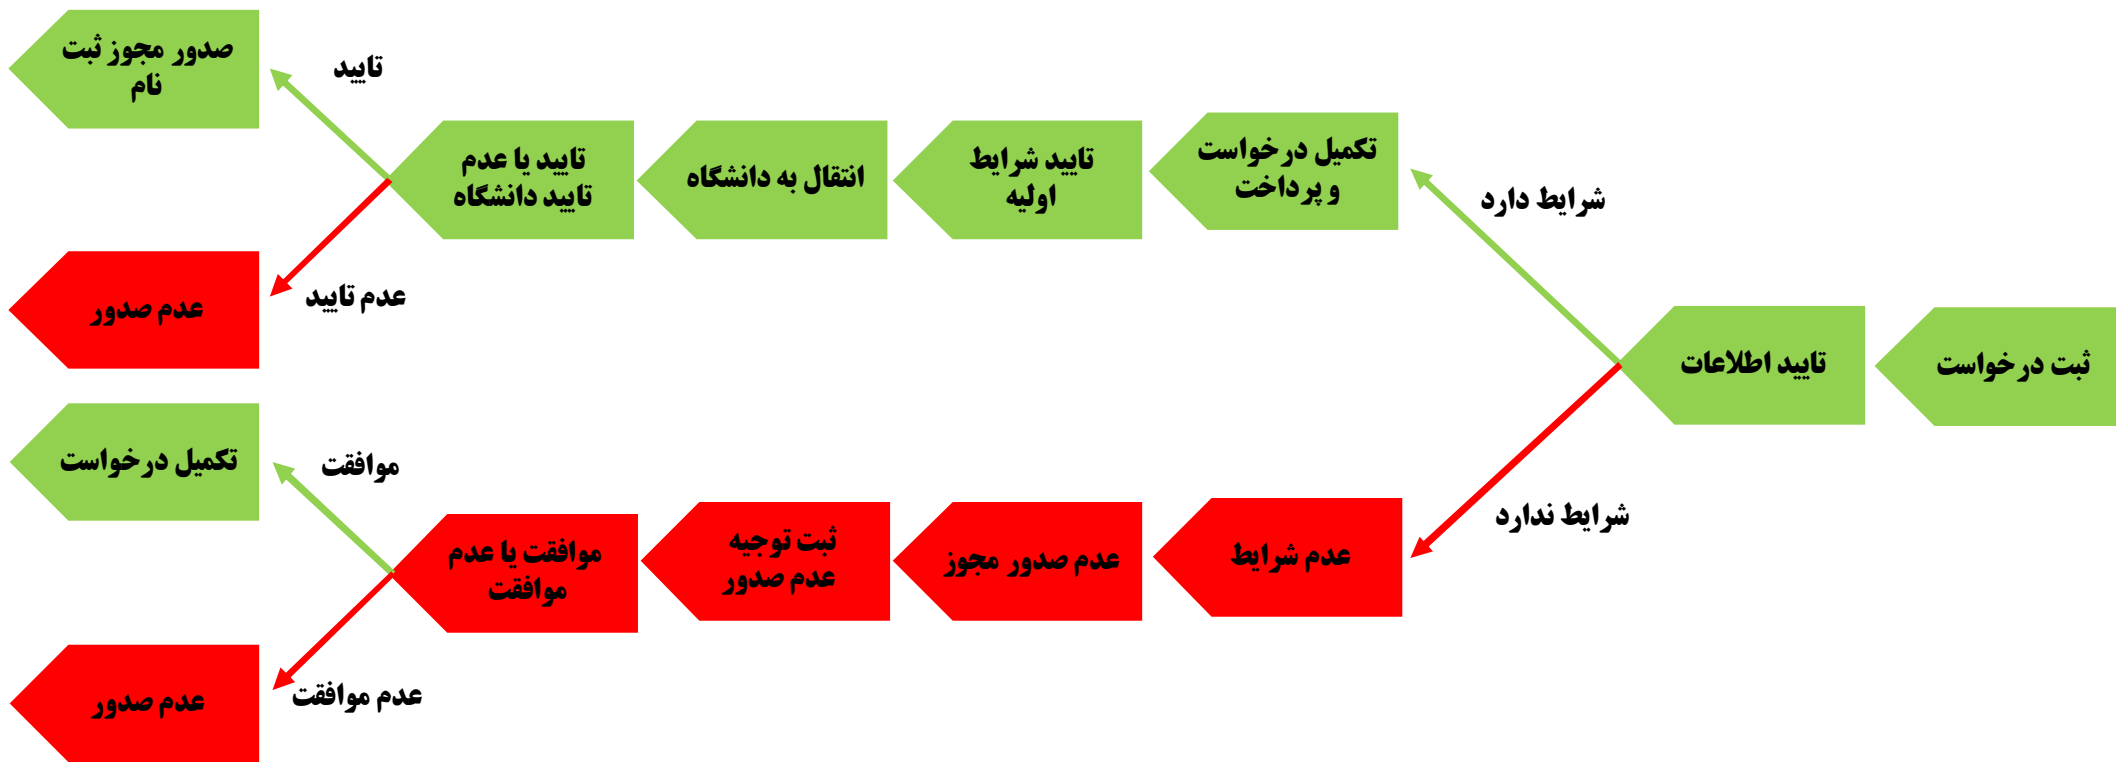 ثبت درخواست
تایید اطلاعات
شرایط دارد
تکمیل درخواست
و پرداخت
تایید شرایط
اولیه
انتقال به دانشگاه
تایید یا عدم
تایید دانشگاه
تایید
صدور مجوز ثبت
نام
عدم تایید
عدم صدور
شرایط ندارد
عدم شرایط
عدم صدور مجوز
ثبت توجیه
عدم صدور
موافقت یا عدم
موافقت
موافقت
تکمیل درخواست
عدم موافقت
عدم صدور